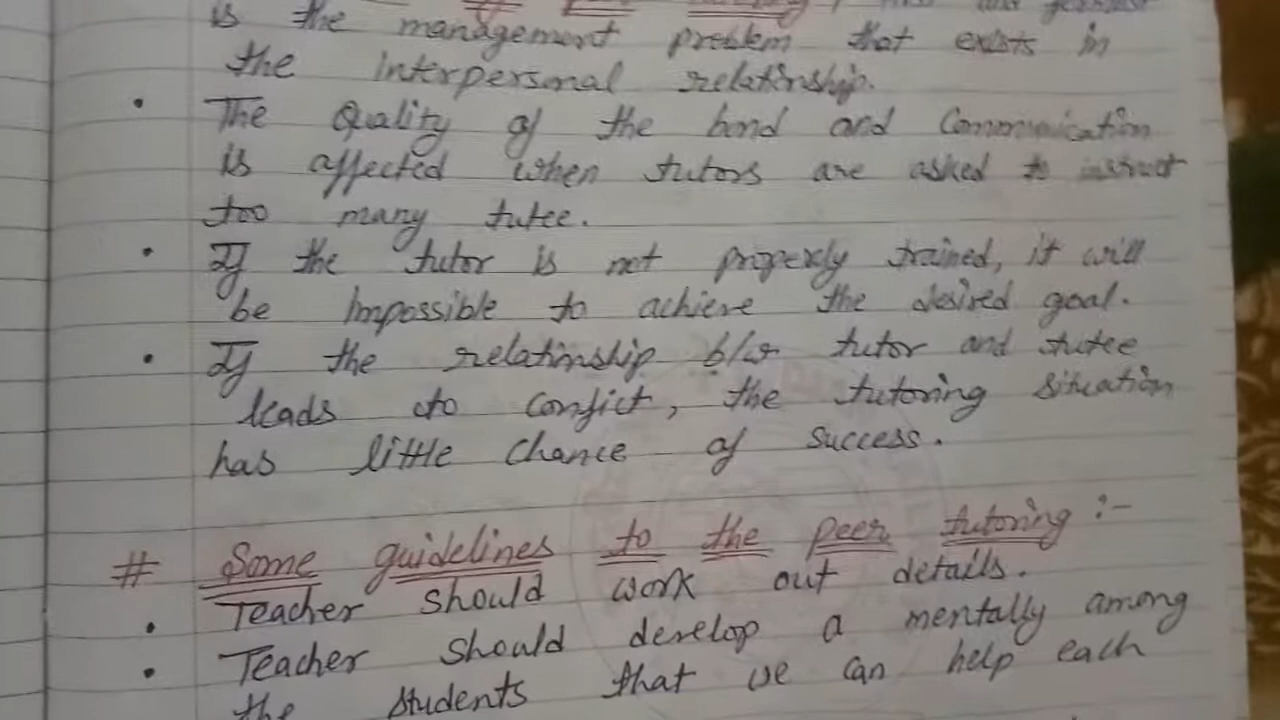 is the management problem that exists in
the interpersonal relatinship.
• The Quality of the bond and Communication
is affected when tutors are asked to instruct
too many tutee.
• If the tutor is not properly trained, it will
be Impossible to achieve the desired goal.
• If the relatinship b/w tutor and tutee
leads to conflict, the tutoring situation
has little chance of success.
# Some guidelines to the peer tutoring :-
• Teacher should work out details.
• Teacher should develop a mentally among
the students that we can help each